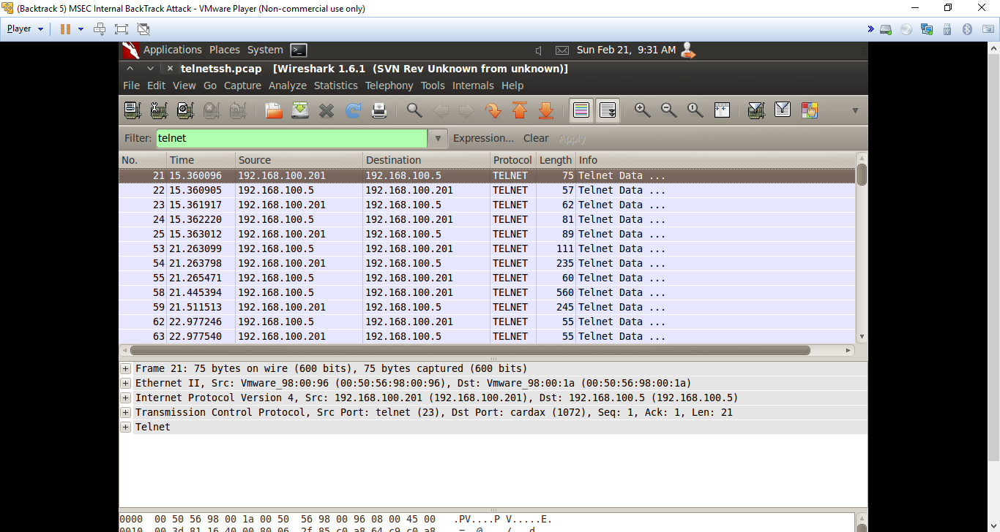 (Backtrack 5) MSEC Internal BackTrack Attack - VMware Player (Non-commercial use only)
Player
Applications Places System Sun Feb 21, 9:31 AM
telnetssh.pcap [Wireshark 1.6.1 (SVN Rev Unknown from unknown)]
File Edit View Go Capture Analyze Statistics Telephony Tools Internals Help
Filter: telnet Expression... Clear Apply
No. Time Source Destination Protocol Length Info
21 15.360096 192.168.100.201 192.168.100.5 TELNET 75 Telnet Data ...
22 15.360905 192.168.100.5 192.168.100.201 TELNET 57 Telnet Data ...
23 15.361917 192.168.100.201 192.168.100.5 TELNET 62 Telnet Data ...
24 15.362220 192.168.100.5 192.168.100.201 TELNET 81 Telnet Data ...
25 15.363012 192.168.100.201 192.168.100.5 TELNET 89 Telnet Data ...
53 21.263099 192.168.100.5 192.168.100.201 TELNET 111 Telnet Data ...
54 21.263798 192.168.100.201 192.168.100.5 TELNET 235 Telnet Data ...
55 21.265471 192.168.100.5 192.168.100.201 TELNET 60 Telnet Data ...
58 21.445394 192.168.100.5 192.168.100.201 TELNET 560 Telnet Data ...
59 21.511513 192.168.100.201 192.168.100.5 TELNET 245 Telnet Data ...
62 22.977246 192.168.100.5 192.168.100.201 TELNET 55 Telnet Data ...
63 22.977540 192.168.100.201 192.168.100.5 TELNET 55 Telnet Data ...
Frame 21: 75 bytes on wire (600 bits), 75 bytes captured (600 bits)
Ethernet II, Src: Vmware_98:00:96 (00:50:56:98:00:96), Dst: Vmware_98:00:1a (00:50:56:98:00:1a)
Internet Protocol Version 4, Src: 192.168.100.201 (192.168.100.201), Dst: 192.168.100.5 (192.168.100.5)
Transmission Control Protocol, Src Port: telnet (23), Dst Port: cardax (1072), Seq: 1, Ack: 1, Len: 21
Telnet
0000 00 50 56 98 00 1a 00 50 56 98 00 96 08 00 45 00 .PV....P V.....E.
0010 00 3d 81 16 40 00 80 06 2f 85 c0 a8 64 c9 c0 a8